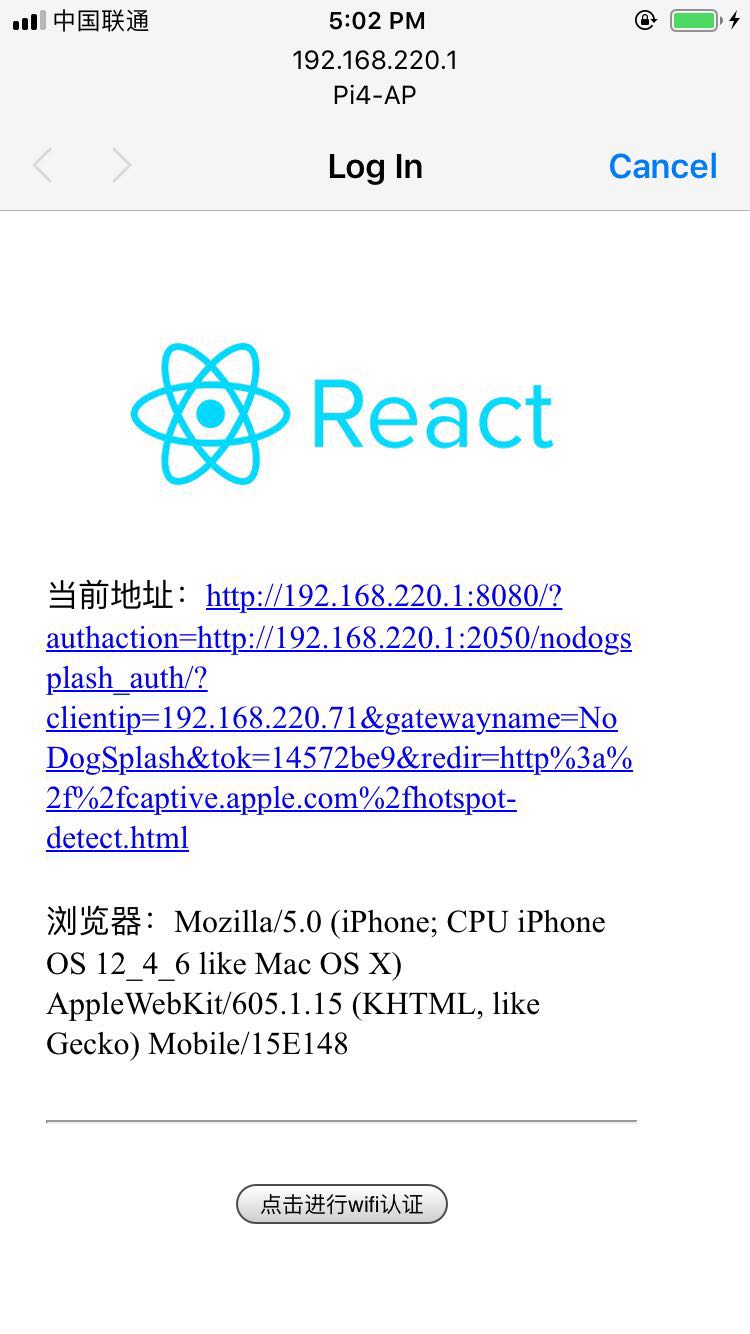 中国联通 5:02 PM
192.168.220.1
Pi4-AP
Log In Cancel
React
当前地址：http://192.168.220.1:8080/?
authaction=http://192.168.220.1:2050/nodogs
plash_auth/?
clientip=192.168.220.71&gatewayname=No
DogSplash&tok=14572be9&redir=http%3a%
2f%2fcaptive.apple.com%2fhotspot-
detect.html
浏览器：Mozilla/5.0 (iPhone; CPU iPhone
OS 12_4_6 like Mac OS X)
AppleWebKit/605.1.15 (KHTML, like
Gecko) Mobile/15E148
点击进行wifi认证